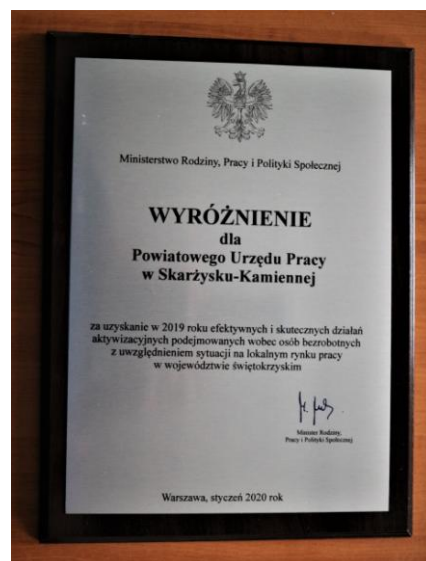 Ministerstwo Rodziny, Pracy i Polityki Społecznej
WYRÓŻNIENIE
dla
Powiatowego Urzędu Pracy
w Skarżysku-Kamiennej
za uzyskanie w 2019 roku efektywnych i skutecznych działań
aktywizacyjnych podejmowanych wobec osób bezrobotnych
z uwzględnieniem sytuacji na lokalnym rynku pracy
w województwie świętokrzyskim
Minister Rodziny,
Pracy i Polityki Społecznej
Warszawa, styczeń 2020 rok